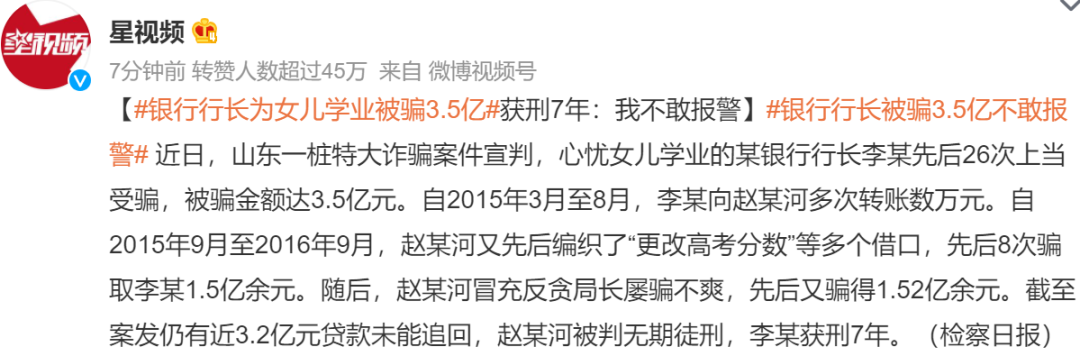 星视频
星视频
7分钟前 转赞人数超过45万 来自 微博视频号
【#银行行长为女儿学业被骗3.5亿#获刑7年：我不敢报警】#银行行长被骗3.5亿不敢报
警# 近日，山东一桩特大诈骗案件宣判，心忧女儿学业的某银行行长李某先后26次上当
受骗，被骗金额达3.5亿元。自2015年3月至8月，李某向赵某河多次转账数万元。自
2015年9月至2016年9月，赵某河又先后编织了“更改高考分数”等多个借口，先后8次骗
取李某1.5亿余元。随后，赵某河冒充反贪局长屡骗不爽，先后又骗得1.52亿余元。截至
案发仍有近3.2亿元贷款未能追回，赵某河被判无期徒刑，李某获刑7年。（检察日报）